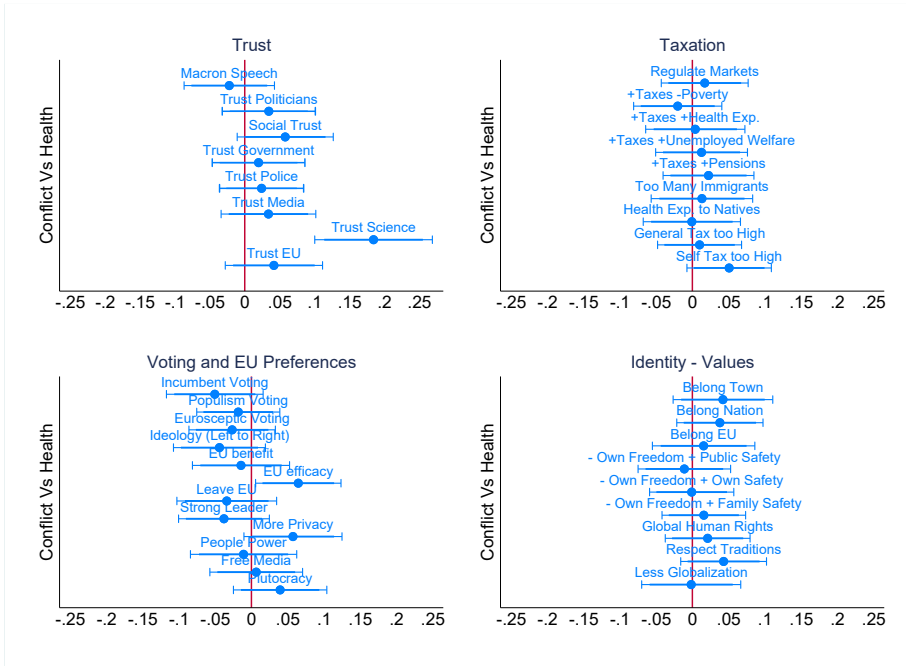 Trust
Conflict Vs Health
Macron Speech
Trust Politicians
Social Trust
Trust Government
Trust Police
Trust Media
Trust Science
Trust EU
-.25 -.2 -.1 -.05 0 .05 .1 .15 .2 .25
Taxation
Conflict Vs Health
Regulate Markets
+Taxes -Poverty
+Taxes +Health Exp.
+Taxes +Unemployed Welfare
+Taxes +Pensions
Too Many Immigrants
Health Exp. to Natives
General Tax too High
Self Tax too High
-.25 -.2 -.1 -.05 0 .05 .1 .15 .2 .25
Voting and EU Preferences
Conflict Vs Health
Incumbent Voting
Populism Voting
Eurosceptic Voting
Ideology (Left to Right)
EU benefit
EU efficacy
Leave EU
Strong Leader
More Privacy
People Power
Free Media
Plutocracy
-.25 -.2 -.1 -.05 0 .05 .1 .15 .2 .25
Identity - Values
Conflict Vs Health
Belong Town
Belong Nation
Belong EU
- Own Freedom + Public Safety
- Own Freedom + Own Safety
- Own Freedom + Family Safety
Global Human Rights
Respect Traditions
Less Globalization
-.25 -.2 -.1 -.05 0 .05 .1 .15 .2 .25